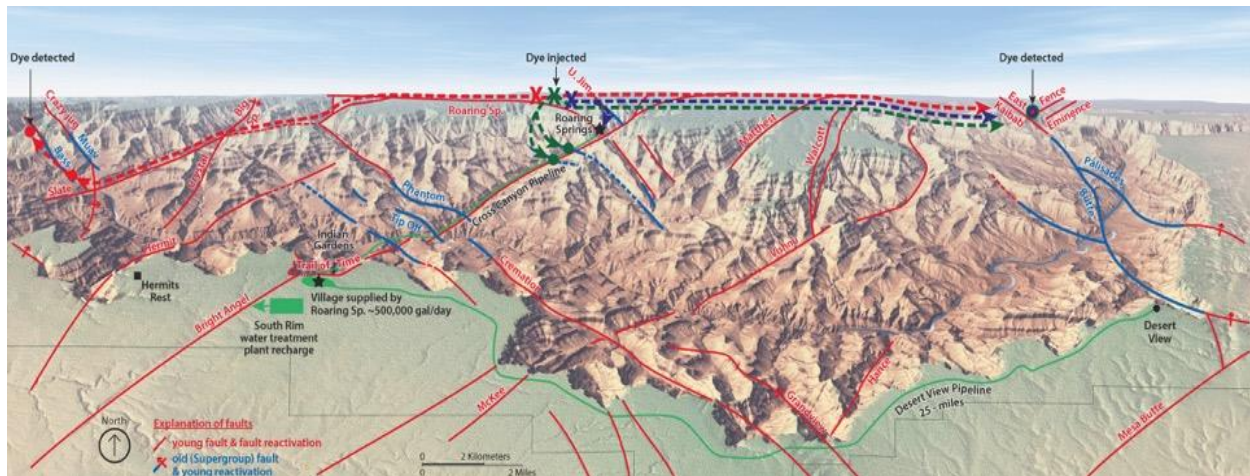 Dye detected
Dye injected
Dye detected
Crazy Jug
Muav
Bass
Slate
Big
Sp.
Crystal
Roaring Sp.
U. Jim
Roaring
Springs
Matthest
Walcott
East
Kaibab
Fence
Eminence
Palisades
Butte
Phantom
Tip Off
Cross Canyon Pipeline
Indian
Gardens
Trail of Time
Hermit
Hermits
Rest
Bright Angel
Village supplied by
Roaring Sp. ~500,000 gal/day
South Rim
water treatment
plant recharge
Cremation
Vishnu
McKee
Grandview
Hance
Desert View Pipeline
25 - miles
Desert
View
Mesa Butte
North
Explanation of faults
young fault & fault reactivation
old (Supergroup) fault
& young reactivation
0 2 Kilometers
0 2 Miles